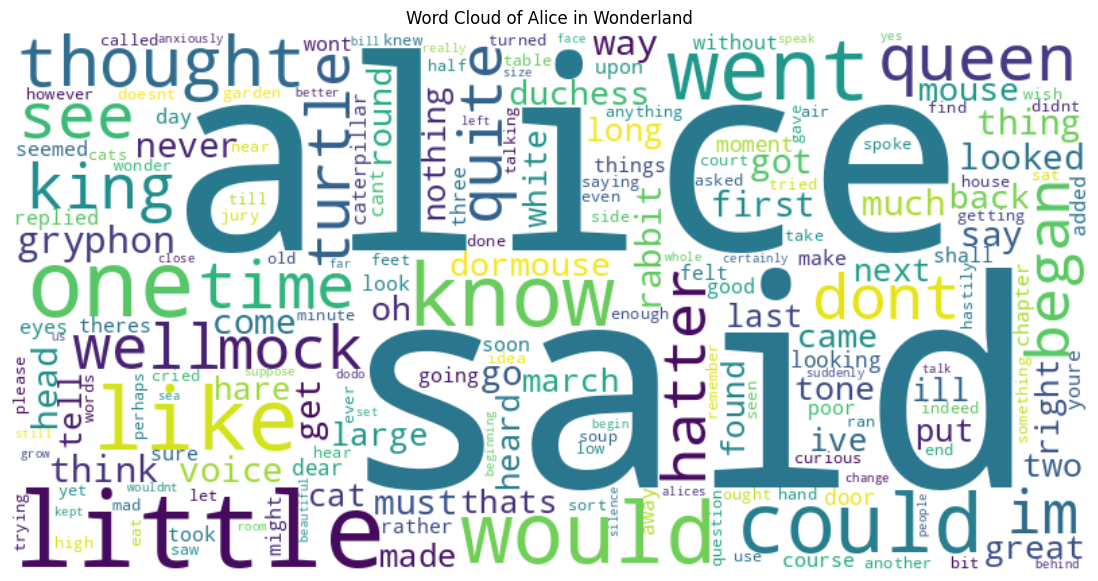 Word Cloud of Alice in Wonderland
called anxiously
bill knew
really
turned
face
way
without speak
yes
queen
thought
wont
half
table
size
upon
went
mouse wish
however doesnt garden better
turtle
alice
quite
duchess
anything
find didnt
see
day
never near
caterpillar
cant
round
nothing
three
left
talking
white
long
moment
gave
air
spoke
thing
seemed cats
wonder
things
court
got
asked tried
looked
house sat
king
till
jury
saying
even
first
much back
added
replied
side
rabbit
take
getting
gryphon
close
old
far
feet
done
dormouse
whole
felt
certainly
make
say
shall
began
one time
look
know
good
next
dont
hastily
chapter
minute
oh
enough
last
came
eyes theres
us
come
well mock
soon
idea
going
go
march
said
hatter
looking
suddenly
talk
tone
ill
something
right
youre
please
head
tell
words
like
perhaps
cried
sea
hare
suppose
get
dodo
ever
set
large
hear
heard
beginning
begin
soup
low
remember
found
seen
poor
ran
ive
indeed
put
end
still
grow
think
sure
voice
dear
curious
change
two
trying
yet
kept
little
high
mad
eat
wouldnt
took
saw
let
room
might
beautiful
cat
must thats
rather
made
would
sort
silence
away
alices
question
ought hand
use
door
course
could
another
people
bit
im
great
behind